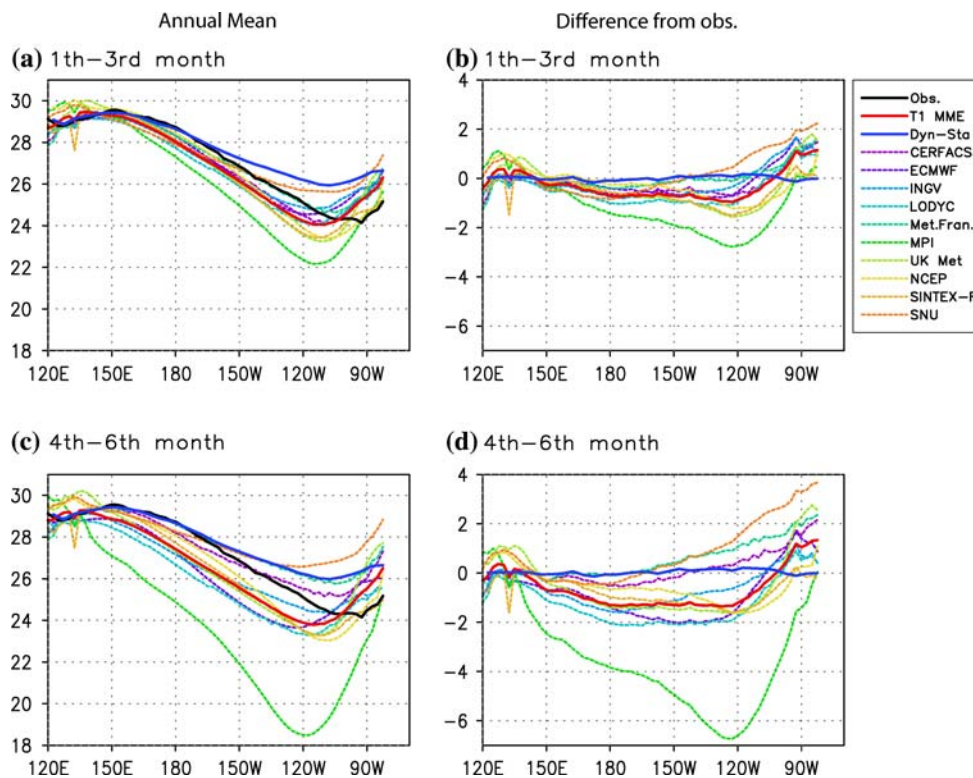 Annual Mean
Difference from obs.
(a) 1th-3rd month
(b) 1th-3rd month
30
28
26
24
22
20
18
120E 150E 180 150W 120W 90W
4
2
0
-2
-4
-6
120E 150E 180 150W 120W 90W
Obs.
T1 MME
Dyn-Sta
CERFACS
ECMWF
INGV
LODYC
Met.Fran.
MPI
UK Met
NCEP
SINTEX-F
SNU
(c) 4th-6th month
(d) 4th-6th month
30
28
26
24
22
20
18
120E 150E 180 150W 120W 90W
4
2
0
-2
-4
-6
120E 150E 180 150W 120W 90W